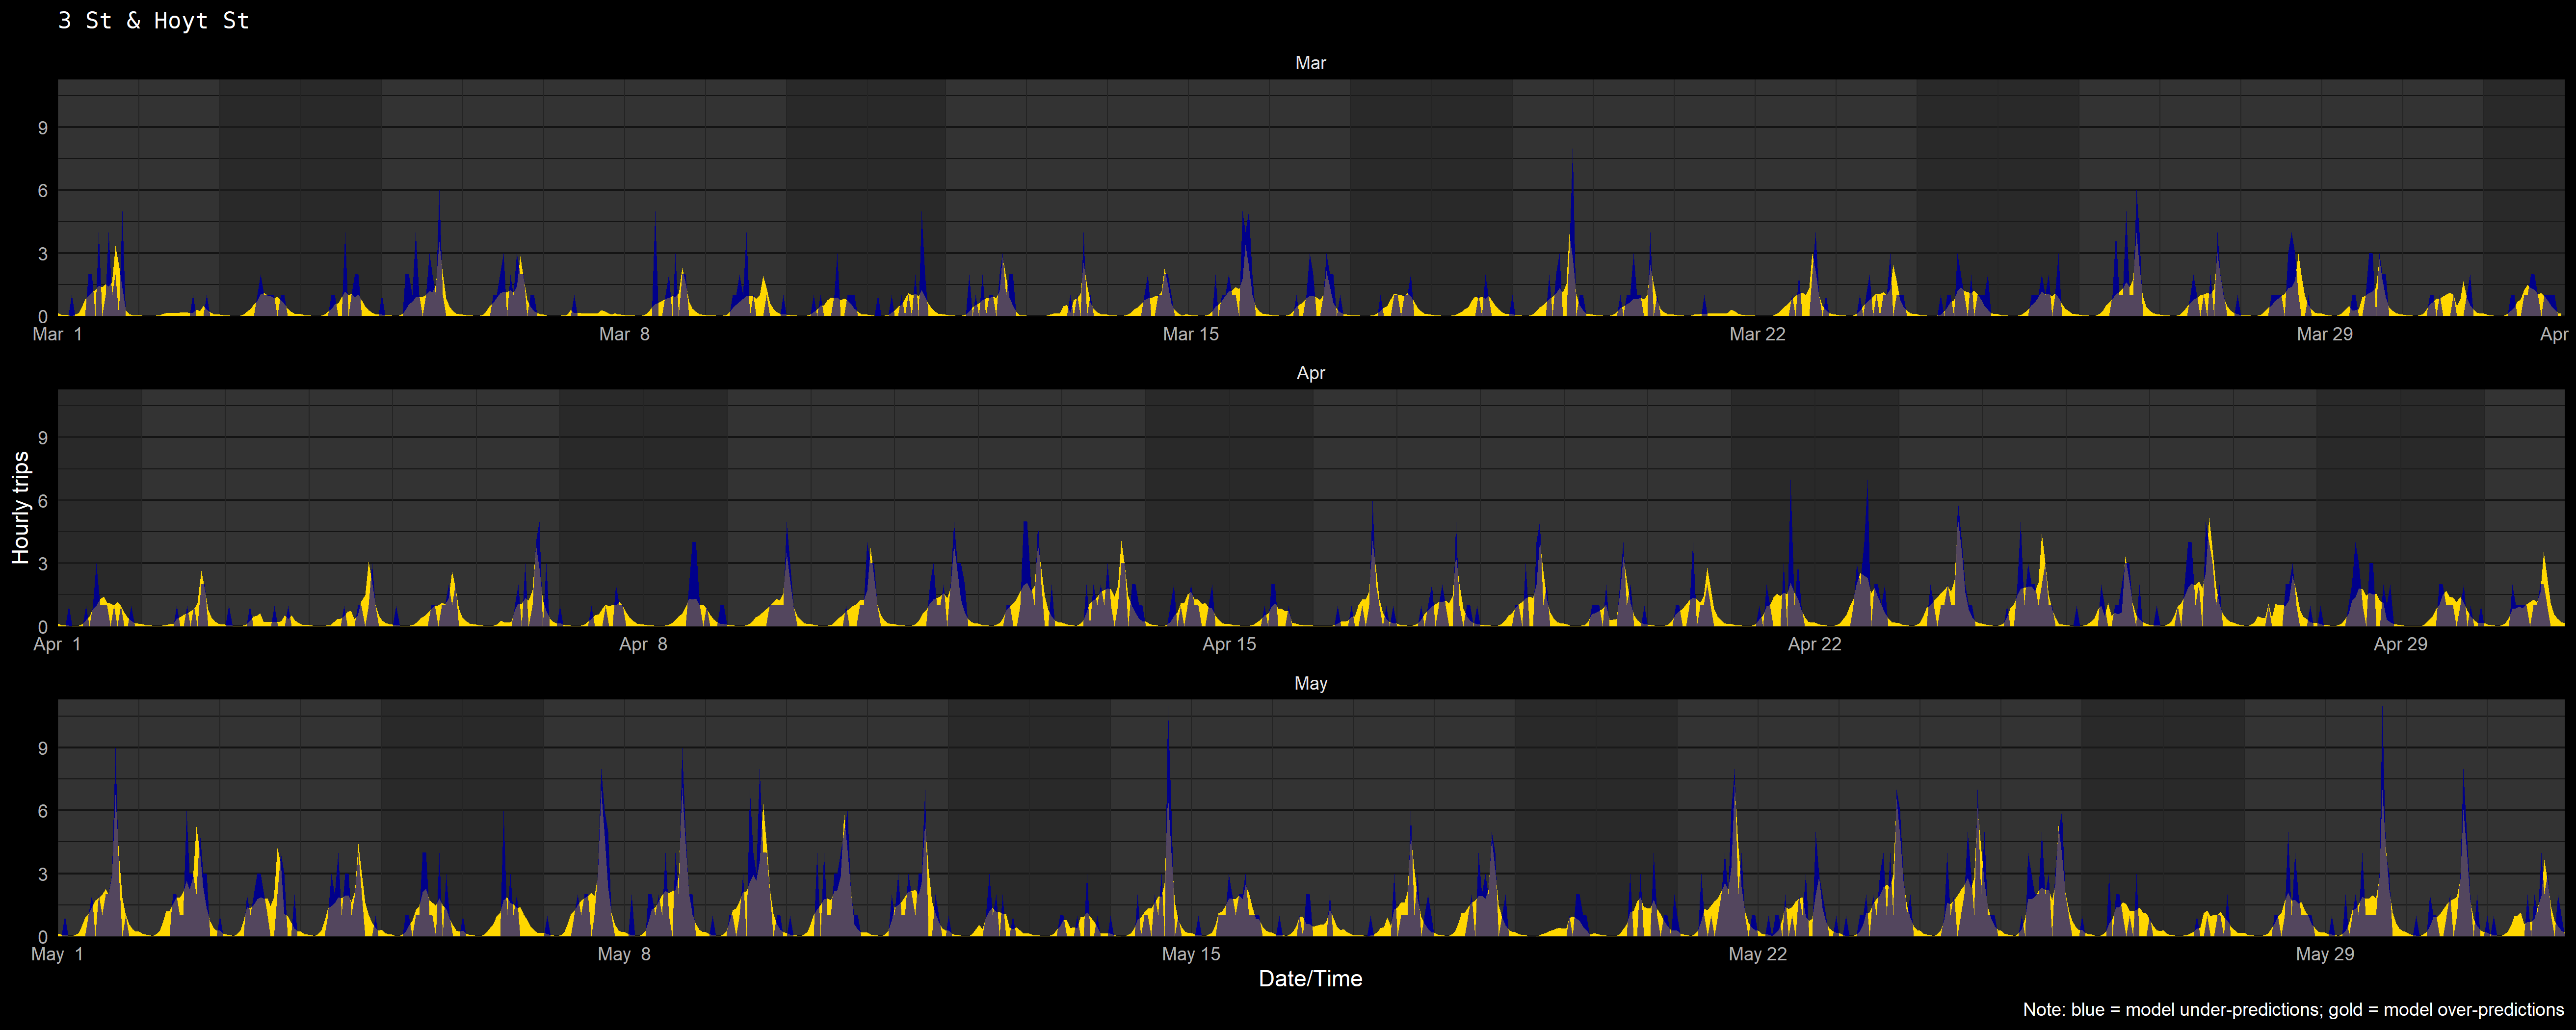 3 St & Hoyt St
Mar
9
6
3
0
Mar 1 Mar 8 Mar 15 Mar 22 Mar 29 Apr
Apr
9
6
3
0
Apr 1 Apr 8 Apr 15 Apr 22 Apr 29
Hourly trips
May
9
6
3
0
May 1 May 8 May 15 May 22 May 29
Date/Time
Note: blue = model under-predictions; gold = model over-predictions